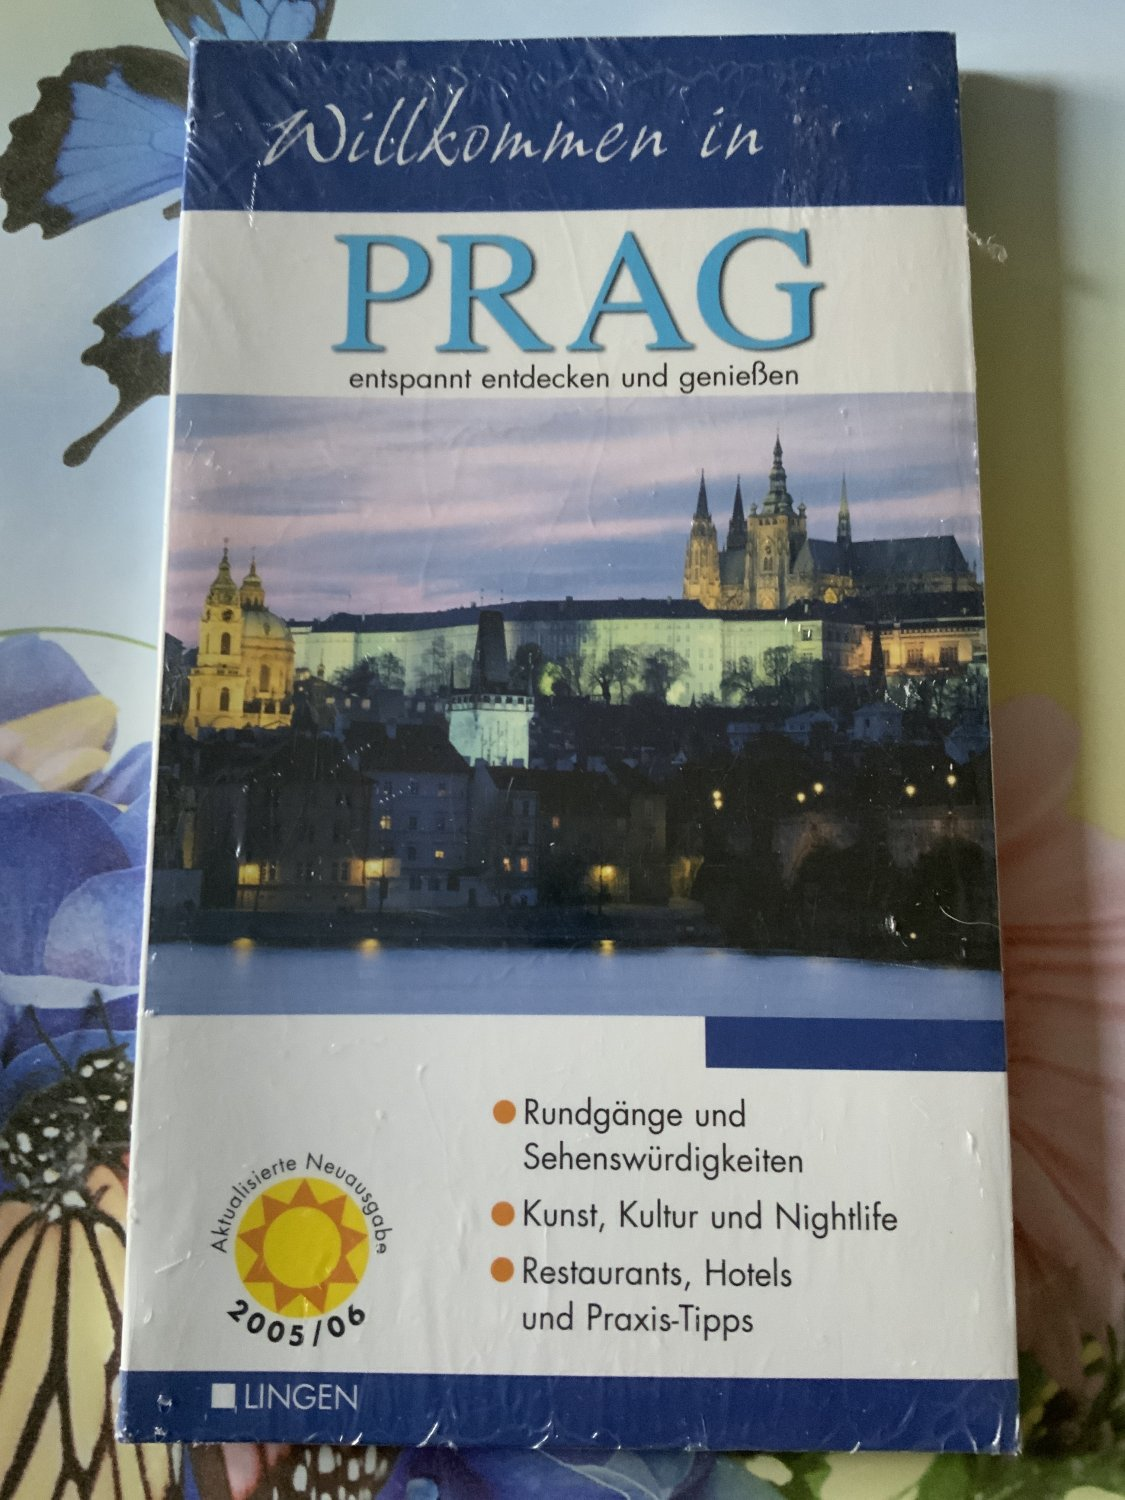 Willkommen in
PRAG
entspannt entdecken und genießen
Rundgänge und
Sehenswürdigkeiten
Kunst, Kultur und Nightlife
Restaurants, Hotels
und Praxis-Tipps
Aktualisierte Neuausgabe
2005/06
LINGEN